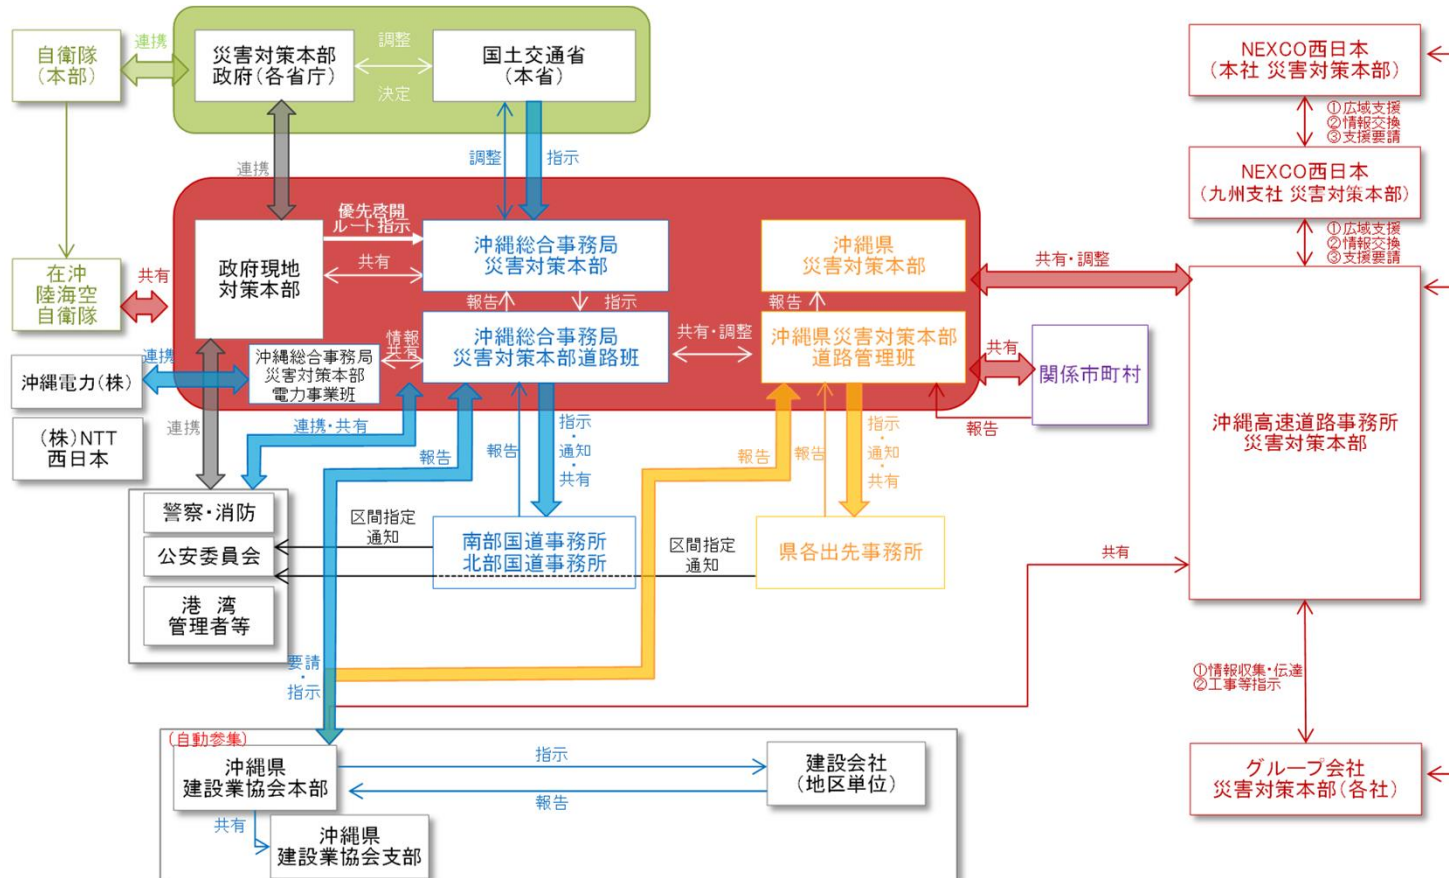 自衛隊
(本部)
連携
災害対策本部
政府(各省庁)
調整
決定
国土交通省
(本省)
NEXCO西日本
(本社 災害対策本部)
①広域支援
②情報交換
③支援要請
連携
調整
指示
NEXCO西日本
(九州支社 災害対策本部)
①広域支援
②情報交換
③支援要請
優先啓開
ルート指示
政府現地
対策本部
共有
沖縄総合事務局
災害対策本部
沖縄県
災害対策本部
共有・調整
在沖
陸海空
自衛隊
共有
報告
指示
報告
情報
共有
沖縄総合事務局
災害対策本部道路班
共有・調整
沖縄県災害対策本部
道路管理班
共有
関係市町村
沖縄電力(株)
連携
沖縄総合事務局
災害対策本部
電力事業班
沖縄高速道路事務所
災害対策本部
(株)NTT
西日本
連携
連携・共有
報告
報告
指示
・
通知
・
共有
報告
報告
指示
・
通知
・
共有
報告
警察・消防
公安委員会
港 湾
管理者等
区間指定
通知
南部国道事務所
北部国道事務所
区間指定
通知
県各出先事務所
共有
要請
・
指示
①情報収集・伝達
②工事等指示
(自動参集)
沖縄県
建設業協会本部
指示
報告
建設会社
(地区単位)
グループ会社
災害対策本部(各社)
共有
沖縄県
建設業協会支部